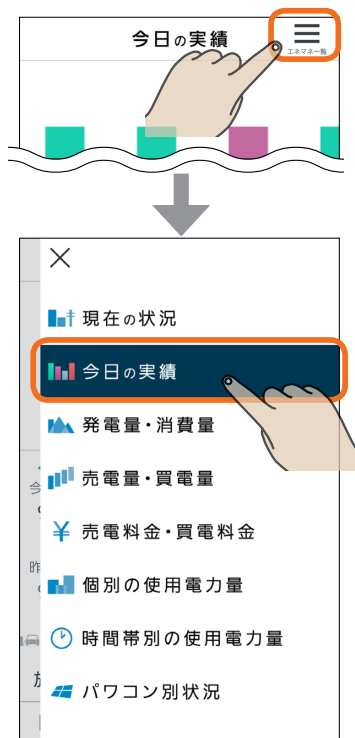 今日の実績
エネマネ一覧
×
現在の状況
今日の実績
発電量・消費量
売電量・買電量
¥ 売電料金・買電料金
個別の使用電力量
時間帯別の使用電力量
パワコン別状況
今
昨